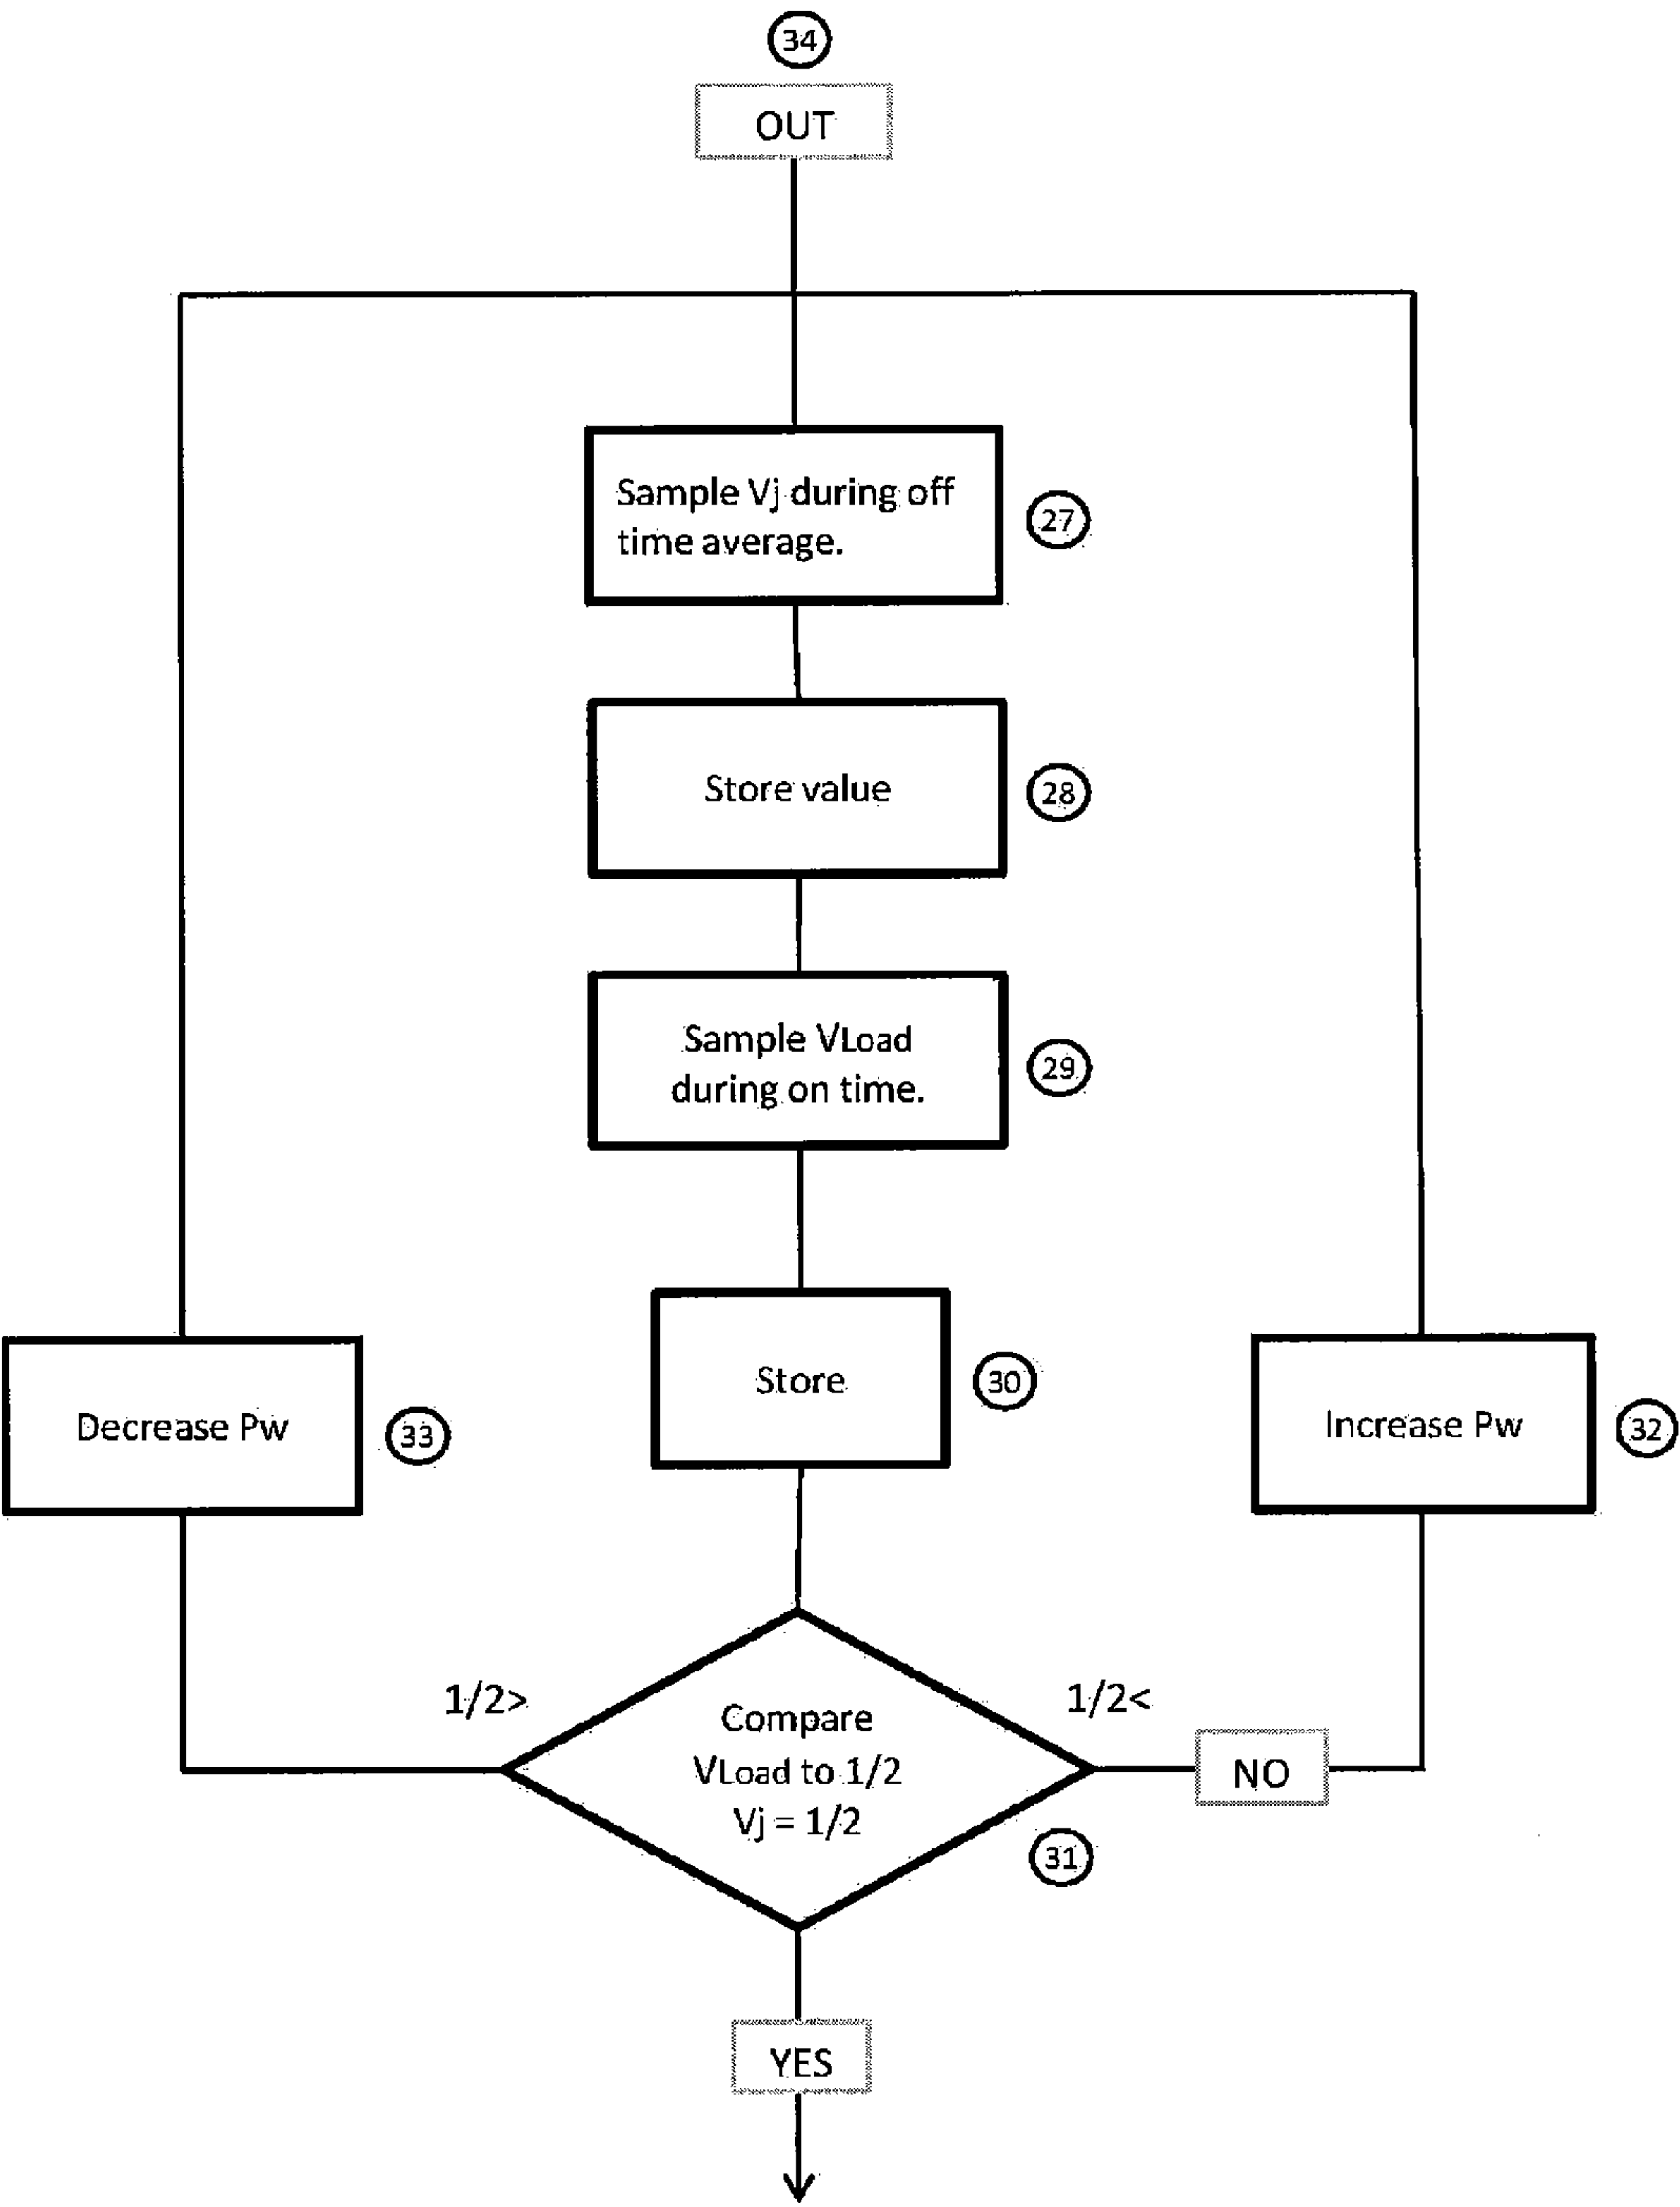 34
OUT
Sample Vj during off
time average.
27
Store value
28
Sample VLoad
during on time.
29
Store
30
Decrease Pw
33
Increase Pw
32
1/2>
1/2<
Compare
VLoad to 1/2
Vj = 1/2
NO
31
YES